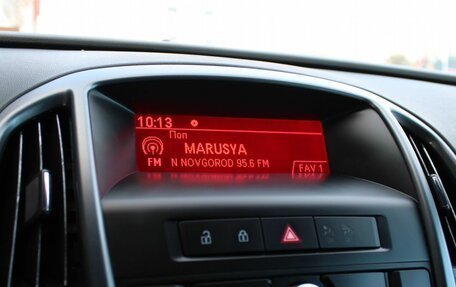 10:13
Поп
MARUSYA
FM N NOVGOROD 95.6 FM
FAV 1